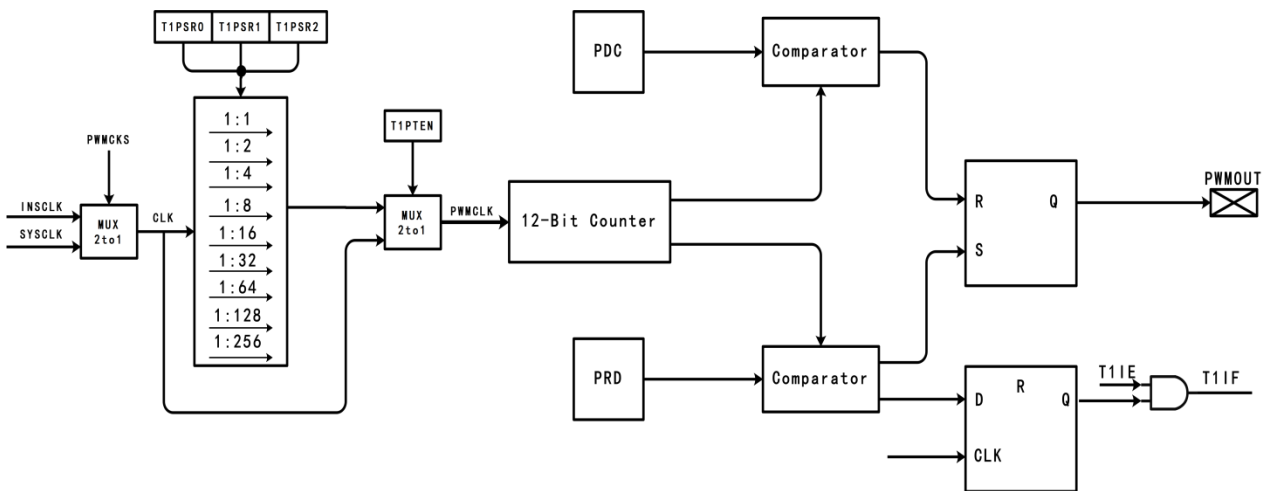 T1PSR0 T1PSR1 T1PSR2
PDC
Comparator
1:1
1:2
1:4
1:8
1:16
1:32
1:64
1:128
1:256
PWMCKS
INSCLK
SYSCLK
MUX
2to1
CLK
T1PTEN
MUX
2to1
PWMCLK
12-Bit Counter
R
Q
S
PWMOUT
PRD
Comparator
D
R
Q
CLK
T1IE
T1IF